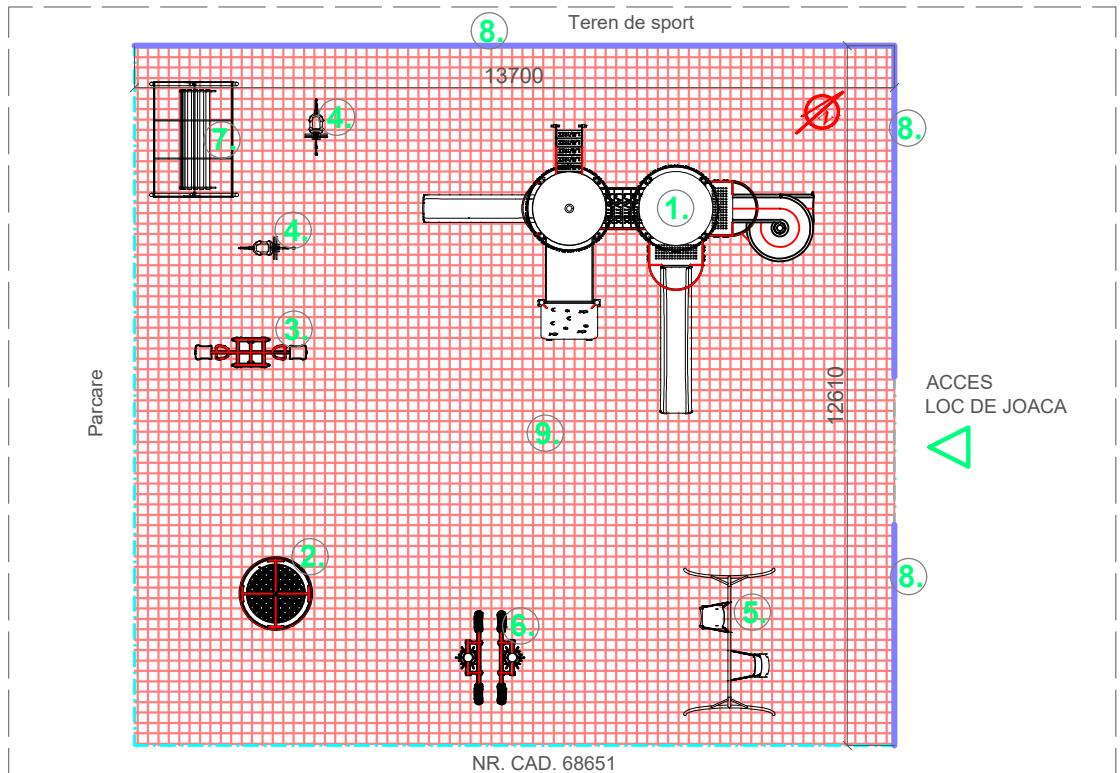 8.
Teren de sport
13700
4.
7.
8.
1.
4.
3.
Parcare
12610
ACCES
LOC DE JOACA
9.
2.
8.
5.
6.
NR. CAD. 68651